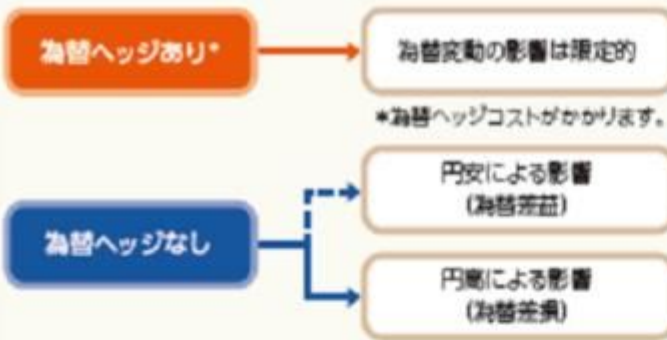 為替ヘッジあり*
為替変動の影響は限定的
*為替ヘッジコストがかかります。
為替ヘッジなし
円安による影響
(為替差益)
円高による影響
(為替差損)